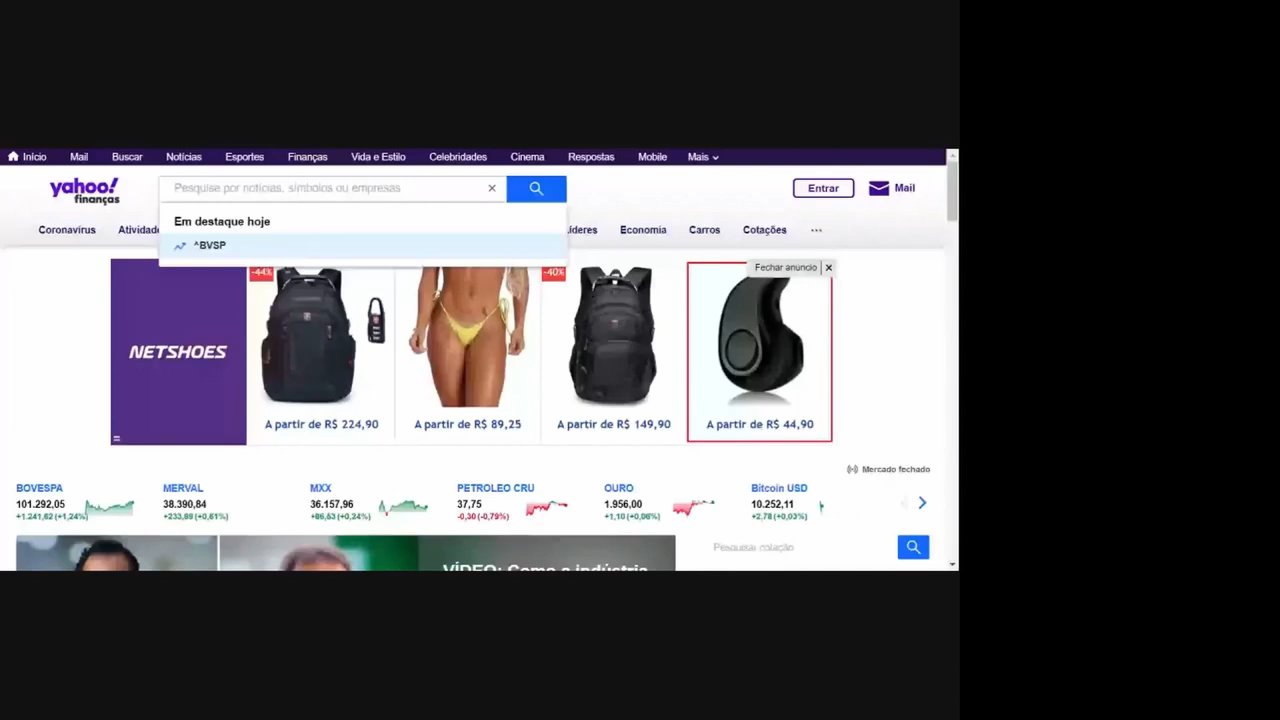 Início Mail Buscar Notícias Esportes Finanças Vida e Estilo Celebridades Cinema Respostas Mobile Mais
yahoo!
finanças
Pesquise por notícias, símbolos ou empresas
Entrar
Mail
Em destaque hoje
^BVSP
Coronavírus Atividade Líderes Economia Carros Cotações ...
Fechar anúncio X
-44%
-40%
NETSHOES
A partir de R$ 224,90 A partir de R$ 89,25 A partir de R$ 149,90 A partir de R$ 44,90
Mercado fechado
BOVESPA MERVAL MXX PETROLEO CRU OURO Bitcoin USD
101.292,05 38.390,84 36.157,96 37,75 1.956,00 10.252,11
+1.241,62 (+1,24%) +233,89 (+0,61%) +86,53 (+0,24%) -0,30 (-0,79%) +1,10 (+0,06%) +2,78 (+0,03%)
Pesquisar cotação
VÍDEO: Como a indústria